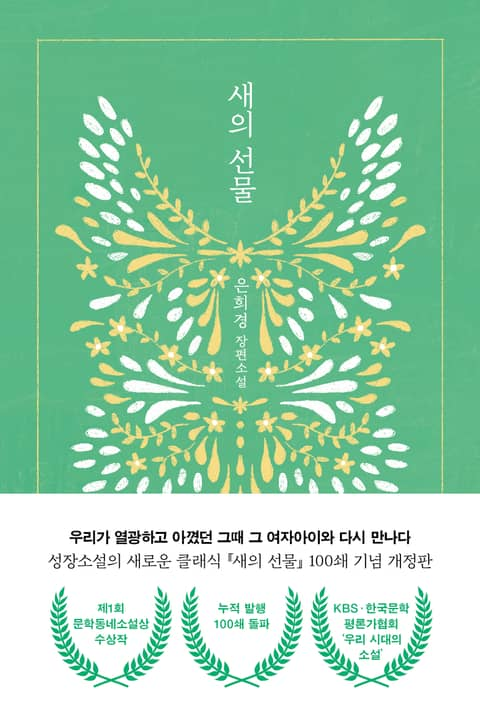 새의 선물
은희경 장편소설
우리가 열광하고 아꼈던 그때 그 여자아이와 다시 만나다
성장소설의 새로운 클래식 『새의 선물』 100쇄 기념 개정판
제1회
문학동네소설상
수상작
누적 발행
100쇄 돌파
KBS·한국문학
평론가협회
‘우리 시대의
소설’